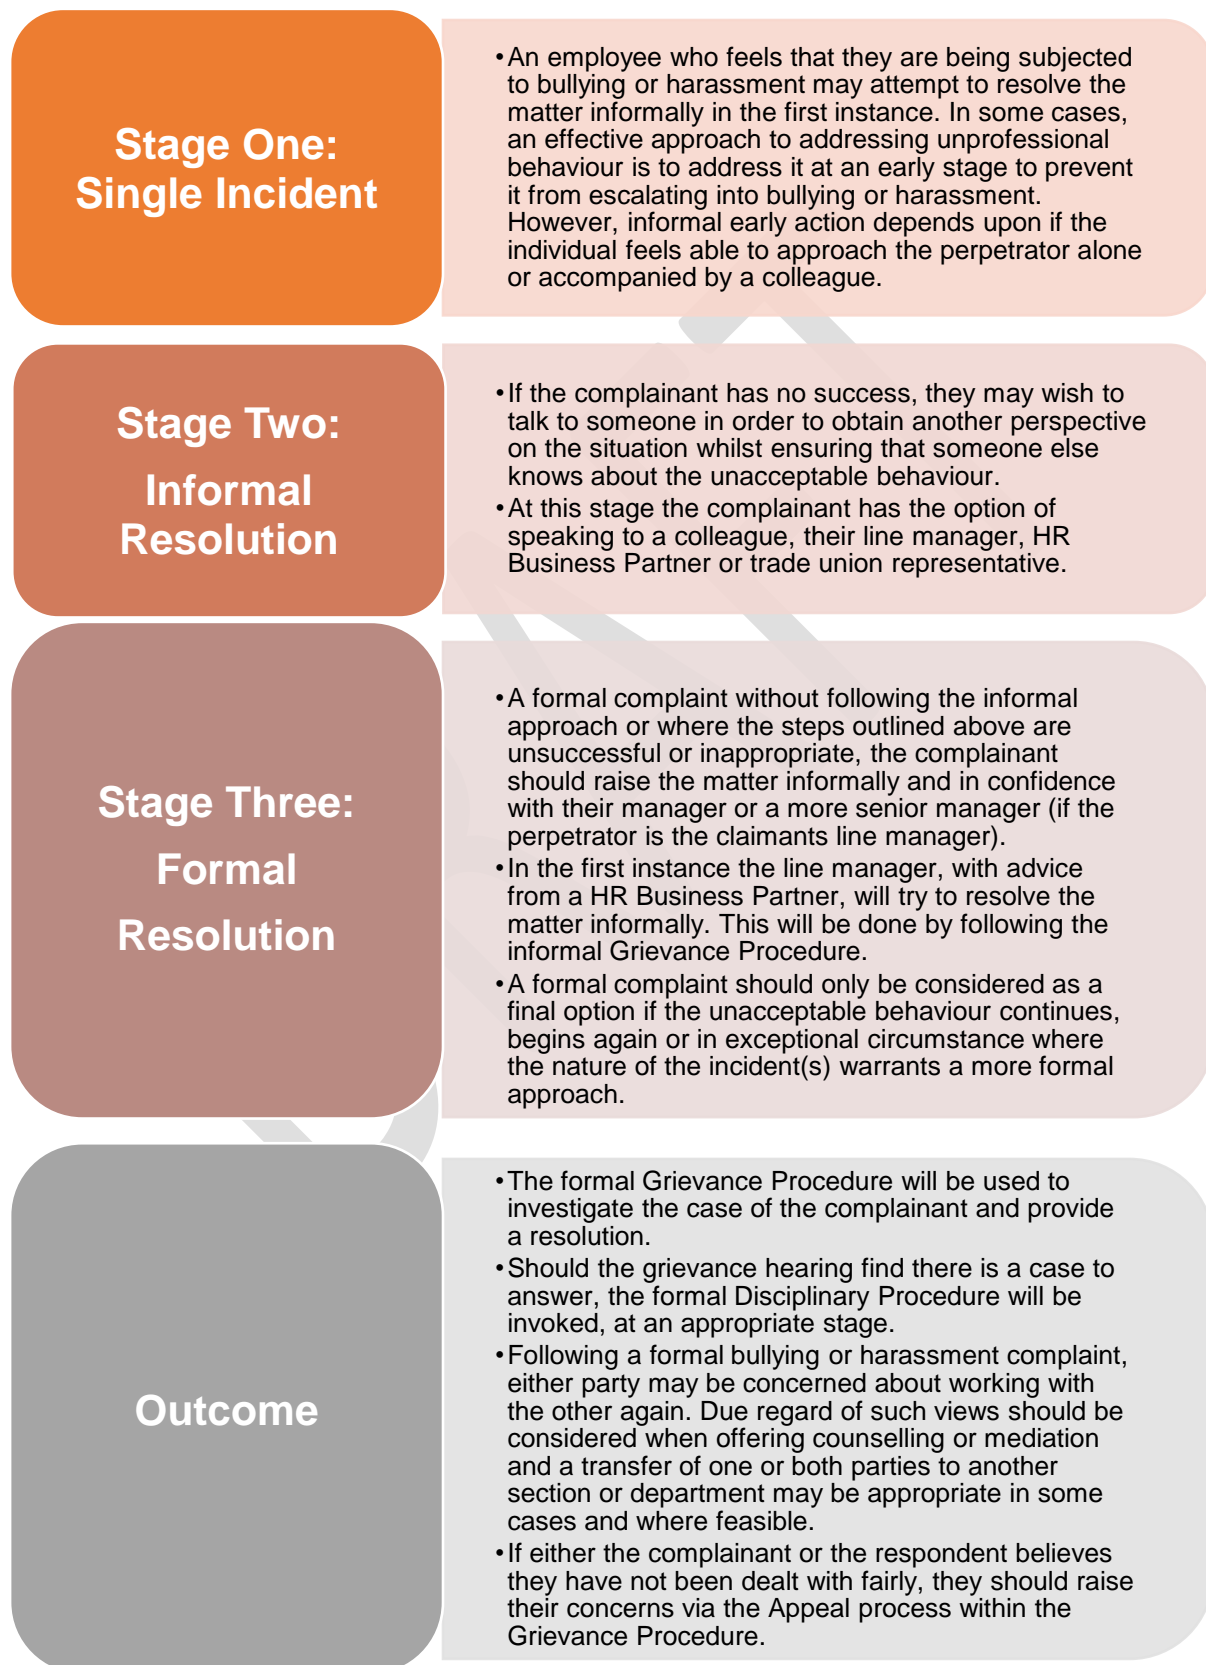 Stage One:
Single Incident
•An employee who feels that they are being subjected
to bullying or harassment may attempt to resolve the
matter informally in the first instance. In some cases,
an effective approach to addressing unprofessional
behaviour is to address it at an early stage to prevent
it from escalating into bullying or harassment.
However, informal early action depends upon if the
individual feels able to approach the perpetrator alone
or accompanied by a colleague.
Stage Two:
Informal
Resolution
•If the complainant has no success, they may wish to
talk to someone in order to obtain another perspective
on the situation whilst ensuring that someone else
knows about the unacceptable behaviour.
•At this stage the complainant has the option of
speaking to a colleague, their line manager, HR
Business Partner or trade union representative.
Stage Three:
Formal
Resolution
•A formal complaint without following the informal
approach or where the steps outlined above are
unsuccessful or inappropriate, the complainant
should raise the matter informally and in confidence
with their manager or a more senior manager (if the
perpetrator is the claimants line manager).
•In the first instance the line manager, with advice
from a HR Business Partner, will try to resolve the
matter informally. This will be done by following the
informal Grievance Procedure.
•A formal complaint should only be considered as a
final option if the unacceptable behaviour continues,
begins again or in exceptional circumstance where
the nature of the incident(s) warrants a more formal
approach.
Outcome
•The formal Grievance Procedure will be used to
investigate the case of the complainant and provide
a resolution.
•Should the grievance hearing find there is a case to
answer, the formal Disciplinary Procedure will be
invoked, at an appropriate stage.
•Following a formal bullying or harassment complaint,
either party may be concerned about working with
the other again. Due regard of such views should be
considered when offering counselling or mediation
and a transfer of one or both parties to another
section or department may be appropriate in some
cases and where feasible.
•If either the complainant or the respondent believes
they have not been dealt with fairly, they should raise
their concerns via the Appeal process within the
Grievance Procedure.